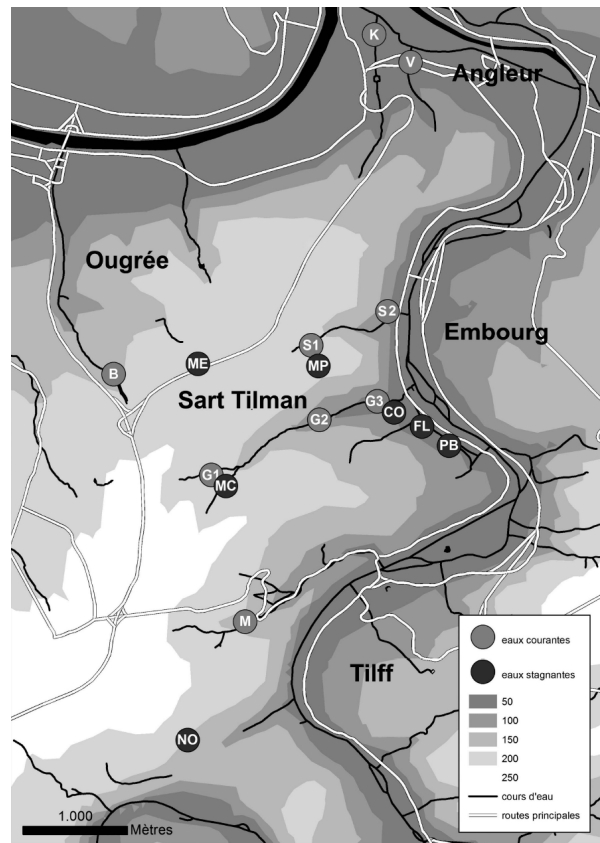 K
V
Angleur
Ougrée
S2
Embourg
S1
B
ME
MP
Sart Tilman
G3
CO
G2
FL
PB
G1
MC
M
Tilff
NO
eaux courantes
eaux stagnantes
50
100
150
200
250
cours d'eau
routes principales
1.000
Mètres